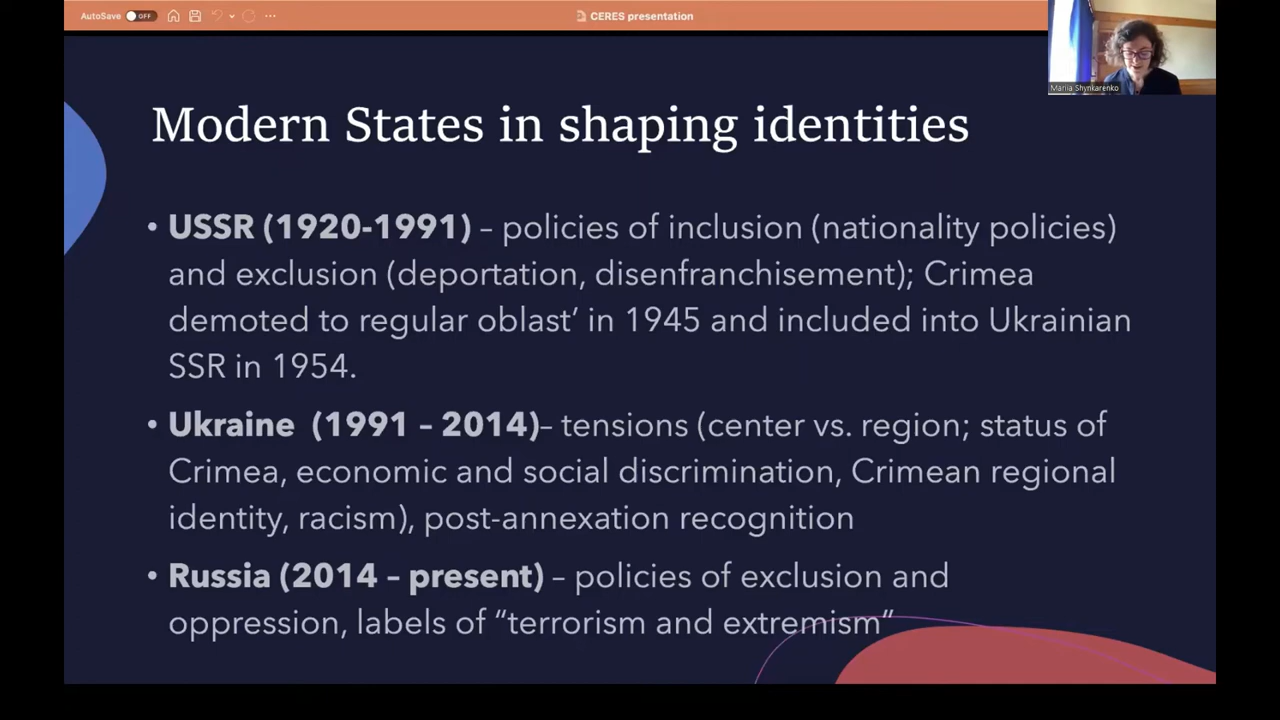 AutoSave OFF CERES presentation
Maria Shynkarenko
Modern States in shaping identities
• USSR (1920-1991) – policies of inclusion (nationality policies)
and exclusion (deportation, disenfranchisement); Crimea
demoted to regular oblast’ in 1945 and included into Ukrainian
SSR in 1954.
• Ukraine (1991 – 2014)– tensions (center vs. region; status of
Crimea, economic and social discrimination, Crimean regional
identity, racism), post-annexation recognition
• Russia (2014 – present) – policies of exclusion and
oppression, labels of “terrorism and extremism”